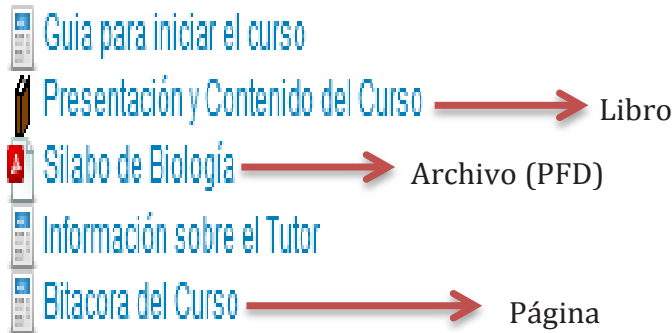 Guia para iniciar el curso
Presentación y Contenido del Curso Libro
Silabo de Biología Archivo (PFD)
Información sobre el Tutor
Bitacora del Curso Página